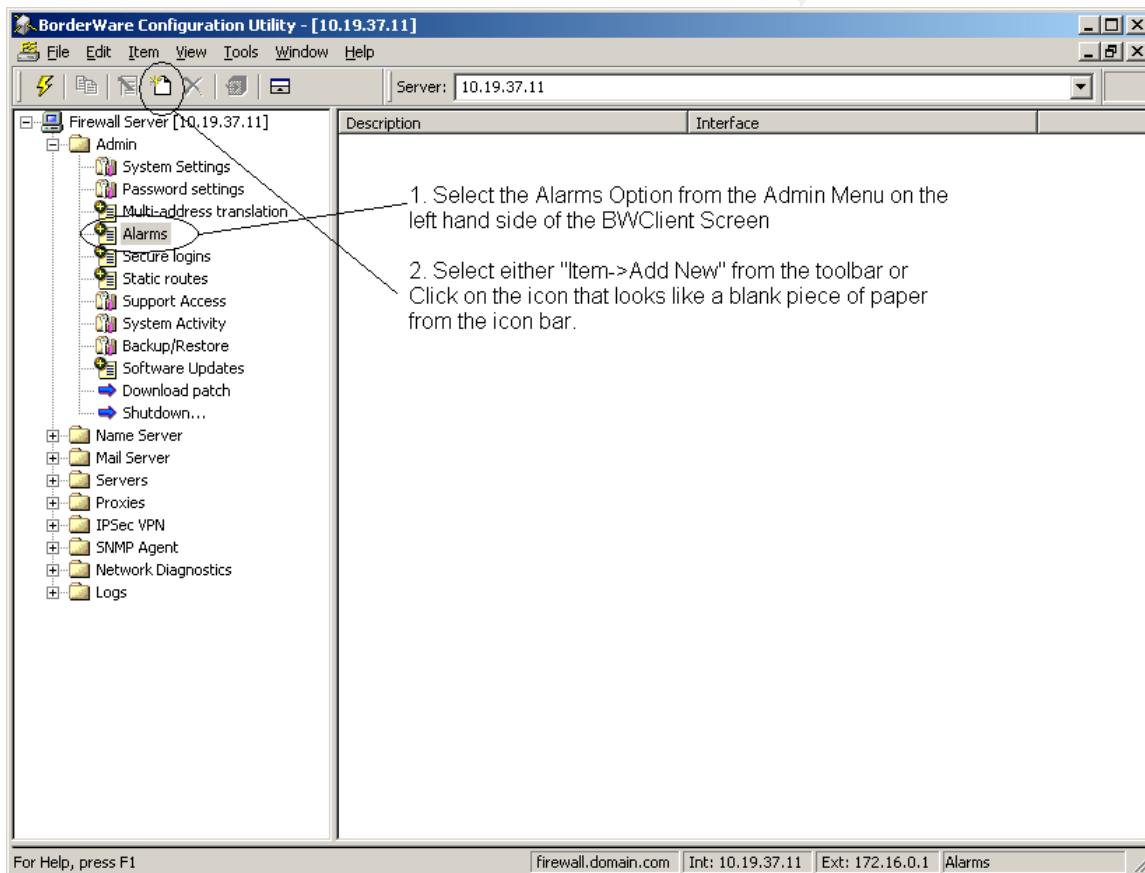 BorderWare Configuration Utility - [10.19.37.11]
File Edit Item View Tools Window Help
Server: 10.19.37.11
Firewall Server [10.19.37.11]
Description Interface
Admin
System Settings
Password settings
Multi-address translation
Alarms
Secure logins
Static routes
Support Access
System Activity
Backup/Restore
Software Updates
Download patch
Shutdown...
Name Server
Mail Server
Servers
Proxies
IPSec VPN
SNMP Agent
Network Diagnostics
Logs
1. Select the Alarms Option from the Admin Menu on the
left hand side of the BWClient Screen
2. Select either "Item->Add New" from the toolbar or
Click on the icon that looks like a blank piece of paper
from the icon bar.
For Help, press F1
firewall.domain.com Int: 10.19.37.11 Ext: 172.16.0.1 Alarms